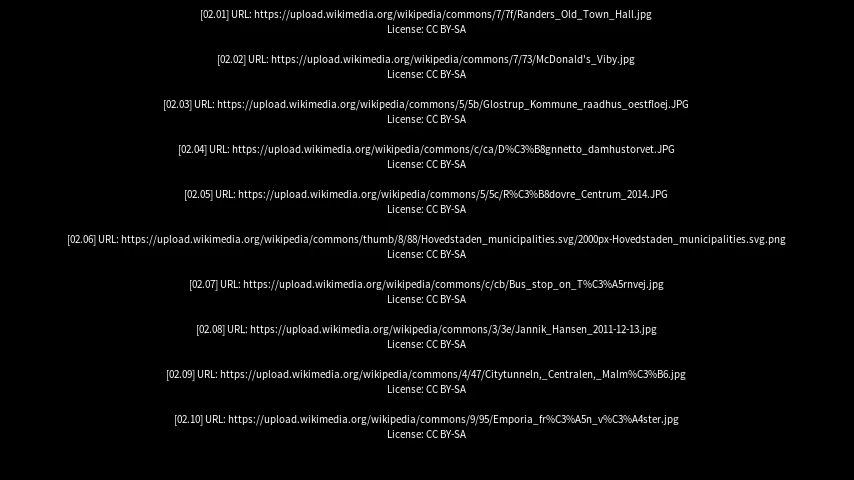 [02.01] URL: https://upload.wikimedia.org/wikipedia/commons/7/7f/Randers_Old_Town_Hall.jpg
License: CC BY-SA
[02.02] URL: https://upload.wikimedia.org/wikipedia/commons/7/73/McDonald's_Viby.jpg
License: CC BY-SA
[02.03] URL: https://upload.wikimedia.org/wikipedia/commons/5/5b/Glostrup_Kommune_raadhus_oestfloej.JPG
License: CC BY-SA
[02.04] URL: https://upload.wikimedia.org/wikipedia/commons/c/ca/D%C3%B8gnnetto_damhustorvet.JPG
License: CC BY-SA
[02.05] URL: https://upload.wikimedia.org/wikipedia/commons/5/5c/R%C3%B8dovre_Centrum_2014.JPG
License: CC BY-SA
[02.06] URL: https://upload.wikimedia.org/wikipedia/commons/thumb/8/88/Hovedstaden_municipalities.svg/2000px-Hovedstaden_municipalities.svg.png
License: CC BY-SA
[02.07] URL: https://upload.wikimedia.org/wikipedia/commons/c/cb/Bus_stop_on_T%C3%A5rnvej.jpg
License: CC BY-SA
[02.08] URL: https://upload.wikimedia.org/wikipedia/commons/3/3e/Jannik_Hansen_2011-12-13.jpg
License: CC BY-SA
[02.09] URL: https://upload.wikimedia.org/wikipedia/commons/4/47/Citytunneln,_Centralen,_Malm%C3%B6.jpg
License: CC BY-SA
[02.10] URL: https://upload.wikimedia.org/wikipedia/commons/9/95/Emporia_fr%C3%A5n_v%C3%A4ster.jpg
License: CC BY-SA